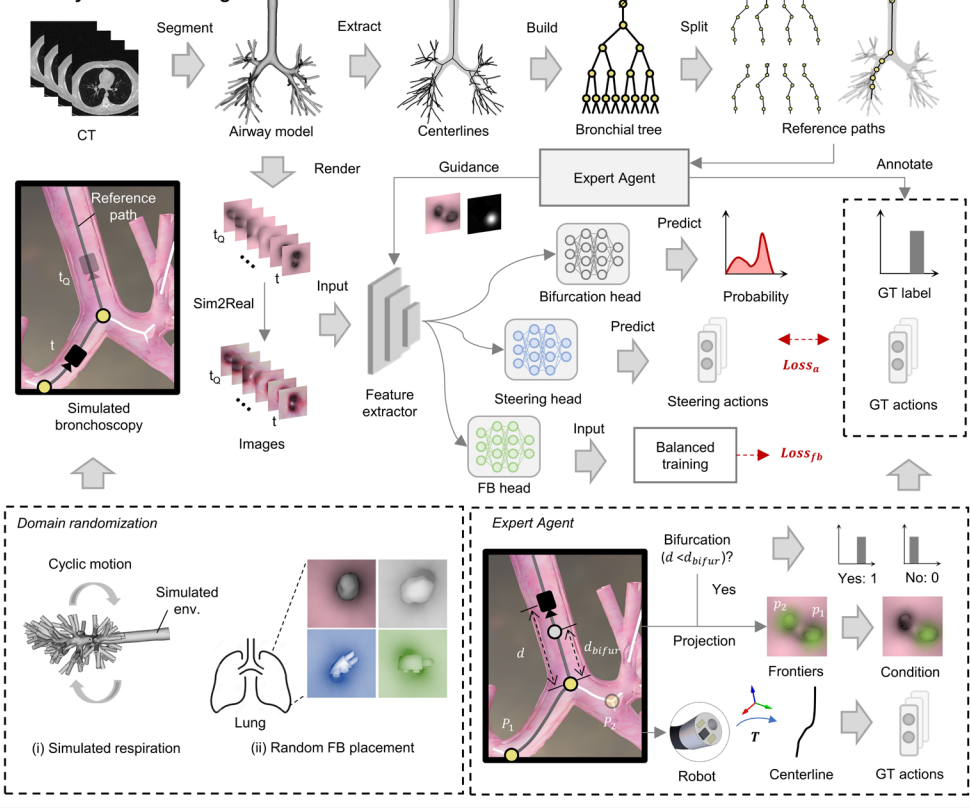 Segment
Extract
Build
Split
CT
Airway model
Centerlines
Bronchial tree
Reference paths
Render
Guidance
Expert Agent
Annotate
Reference
path
t_Q
t
Simulated
bronchoscopy
t_Q
t
Sim2Real
t_Q
t
Images
Input
Feature
extractor
Bifurcation head
Predict
Probability
GT label
Steering head
Predict
Steering actions
Loss_a
GT actions
FB head
Input
Balanced
training
Loss_fb
Domain randomization
Cyclic motion
Simulated
env.
(i) Simulated respiration
Lung
(ii) Random FB placement
Expert Agent
d
d_bifur
P_1
P_2
Bifurcation
(d <d_bifur)?
Yes
Projection
Yes: 1
No: 0
p_2
p_1
Frontiers
Condition
Robot
T
Centerline
GT actions